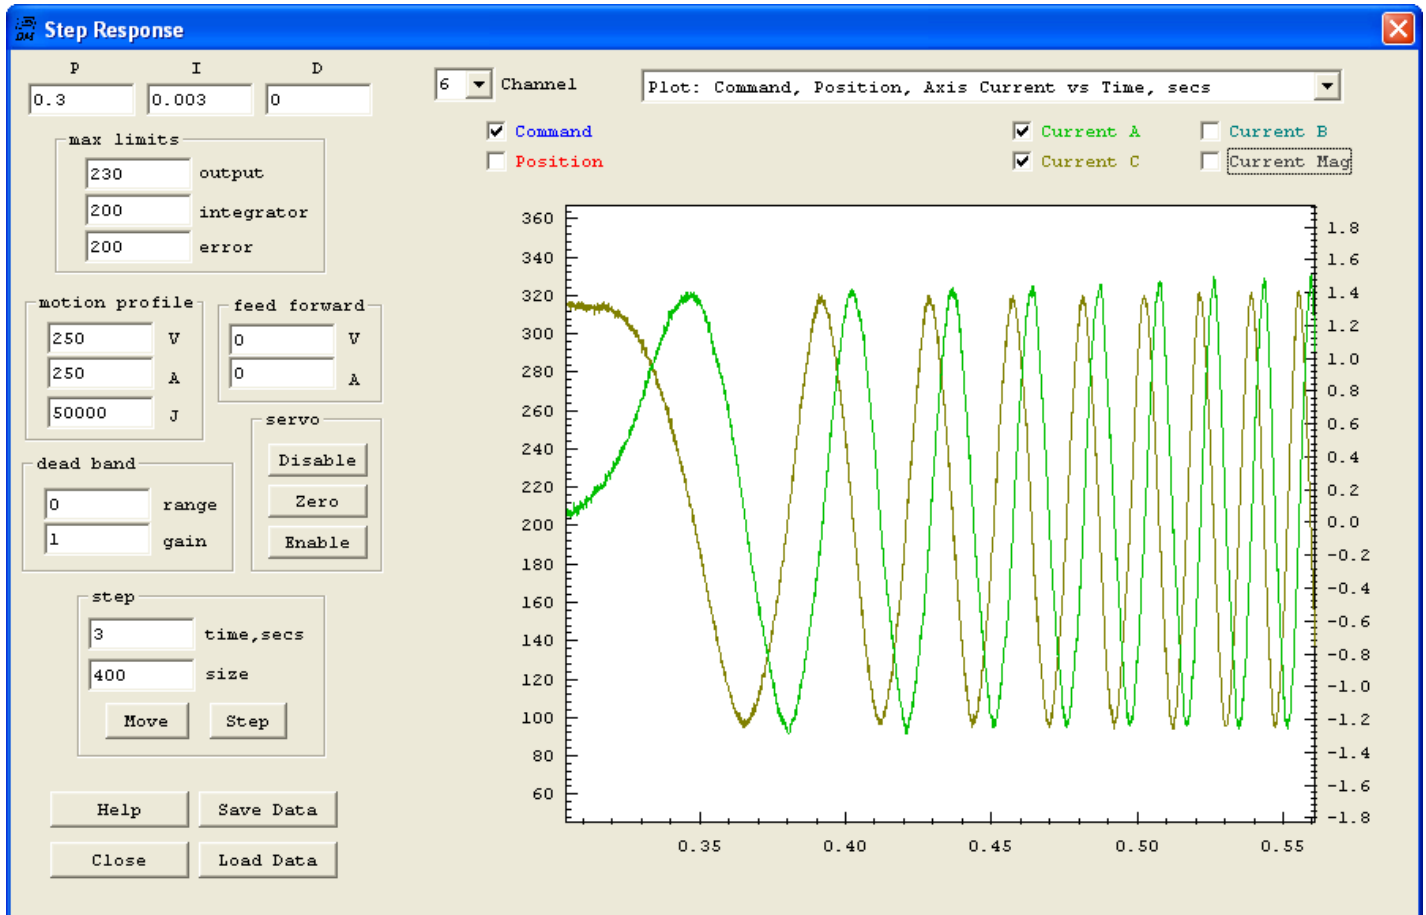 Step Response
P I D
0.3 0.003 0
6 Channel Plot: Command, Position, Axis Current vs Time, secs
Command Current A Current B
Position Current C Current Mag
max limits
230 output
200 integrator
200 error
motion profile
250 V
250 A
50000 J
feed forward
0 V
0 A
servo
Disable
Zero
Enable
dead band
0 range
1 gain
step
3 time,secs
400 size
Move Step
Help Save Data
Close Load Data
360
340
320
300
280
260
240
220
200
180
160
140
120
100
80
60
1.8
1.6
1.4
1.2
1.0
0.8
0.6
0.4
0.2
0.0
-0.2
-0.4
-0.6
-0.8
-1.0
-1.2
-1.4
-1.6
-1.8
0.35 0.40 0.45 0.50 0.55